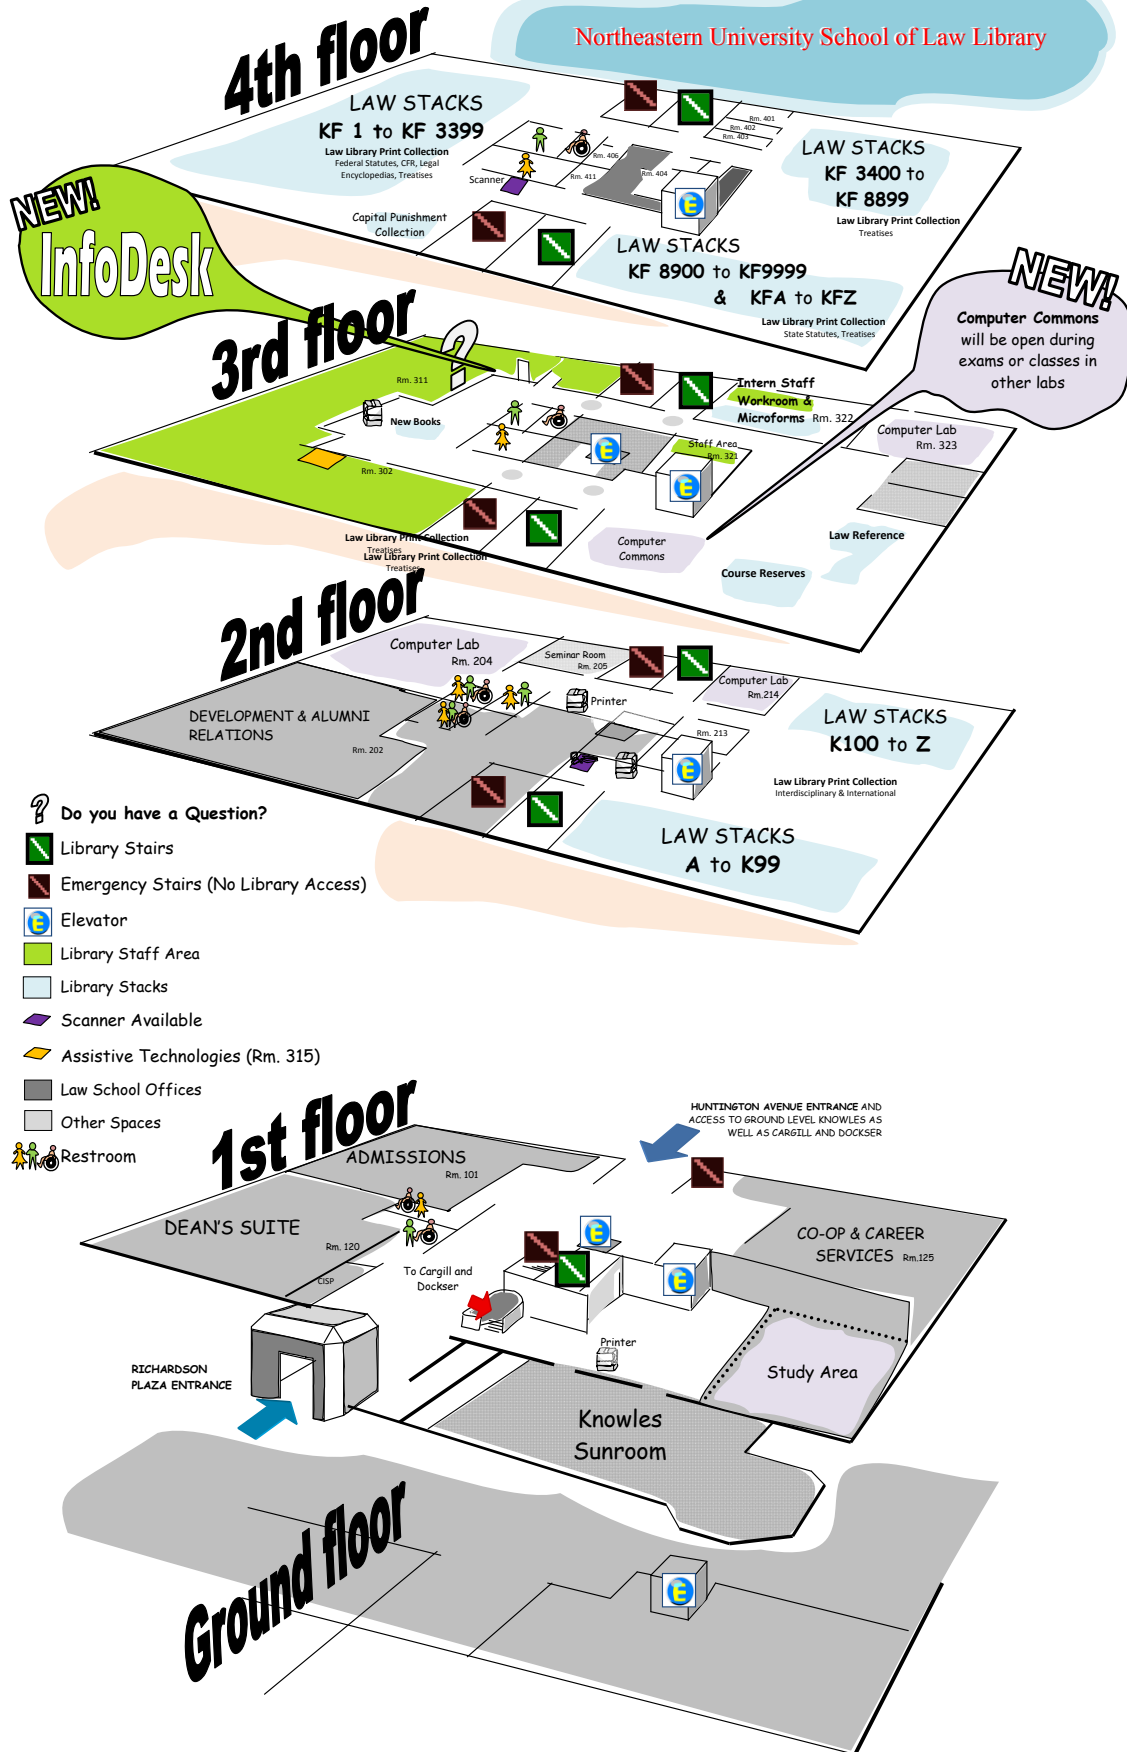 Northeastern University School of Law Library
4th floor
LAW STACKS
KF 1 to KF 3399
Law Library Print Collection
Federal Statutes, CFR, Legal
Encyclopedias, Treatises
Rm. 401
Rm. 402
Rm. 403
Rm. 406
Rm. 411
Rm. 404
Scanner
E
LAW STACKS
KF 3400 to
KF 8899
Law Library Print Collection
Treatises
Capital Punishment
Collection
LAW STACKS
KF 8900 to KF9999
& KFA to KFZ
Law Library Print Collection
State Statutes, Treatises
NEW!
InfoDesk
NEW!
Computer Commons
will be open during
exams or classes in
other labs
3rd floor
?
Rm. 311
New Books
Intern Staff
Workroom &
Microforms Rm. 322
Computer Lab
Rm. 323
Staff Area
Rm. 321
E
E
Rm. 302
Law Library Print Collection
Treatises
Law Library Print Collection
Treatises
Computer
Commons
Law Reference
Course Reserves
2nd floor
Computer Lab
Rm. 204
Seminar Room
Rm. 205
Computer Lab
Rm.214
Printer
DEVELOPMENT & ALUMNI
RELATIONS
Rm. 202
Rm. 213
E
LAW STACKS
K100 to Z
Law Library Print Collection
Interdisciplinary & International
LAW STACKS
A to K99
? Do you have a Question?
Library Stairs
Emergency Stairs (No Library Access)
E Elevator
Library Staff Area
Library Stacks
Scanner Available
Assistive Technologies (Rm. 315)
Law School Offices
Other Spaces
Restroom
1st floor
HUNTINGTON AVENUE ENTRANCE AND
ACCESS TO GROUND LEVEL KNOWLES AS
WELL AS CARGILL AND DOCKSER
ADMISSIONS
Rm. 101
DEAN'S SUITE
Rm. 120
CISP
To Cargill and
Dockser
E
E
CO-OP & CAREER
SERVICES Rm.125
Printer
Study Area
RICHARDSON
PLAZA ENTRANCE
Knowles
Sunroom
Ground floor
E